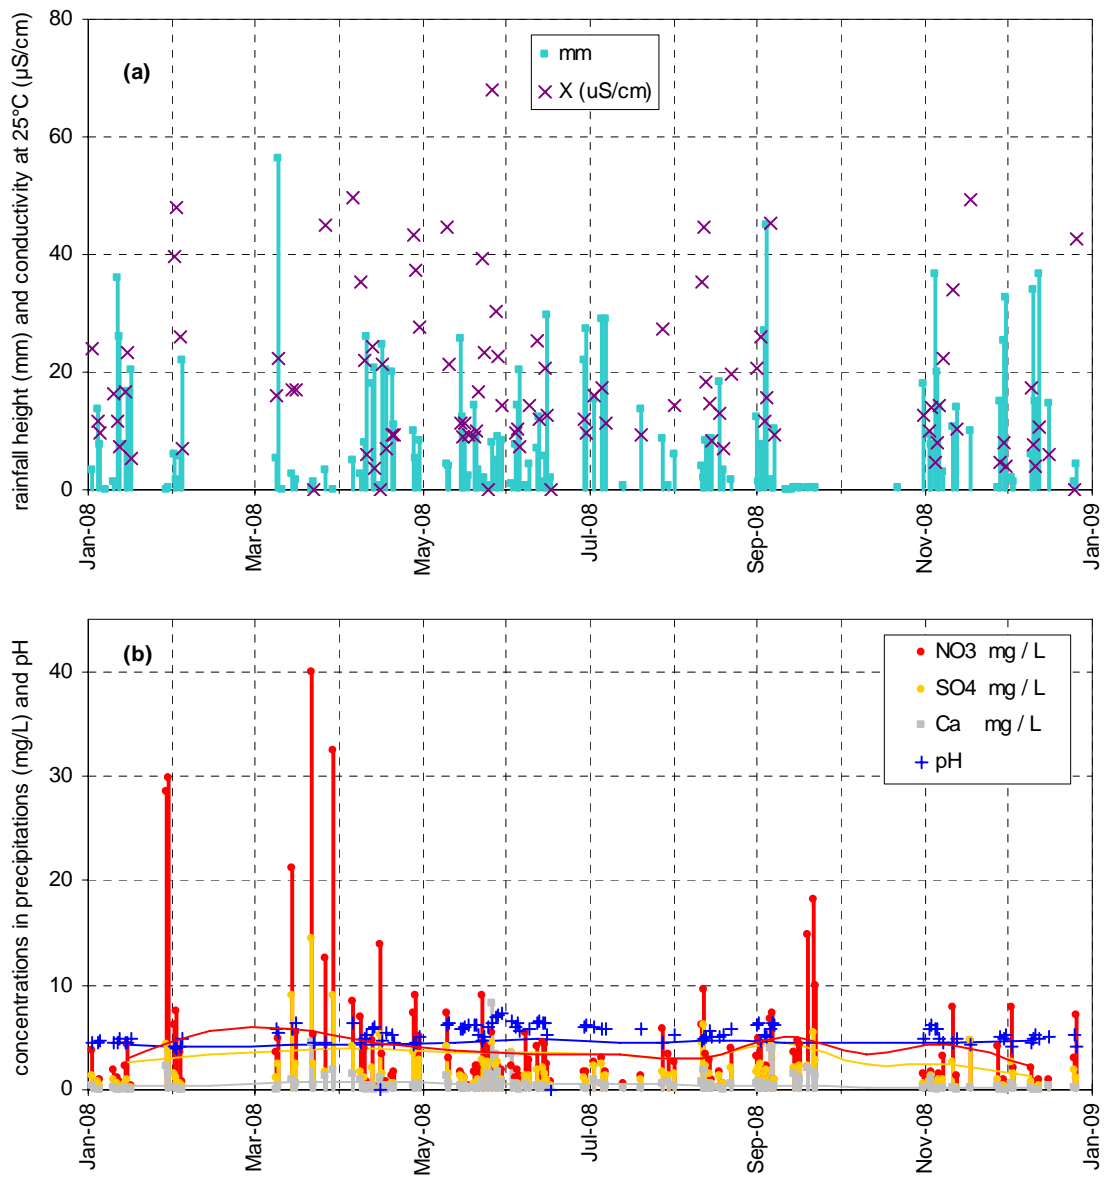 rainfall height (mm) and conductivity at 25°C (µS/cm)
80
60
40
20
0
(a)
mm
X (uS/cm)
Jan-08
Mar-08
May-08
Jul-08
Sep-08
Nov-08
Jan-09
concentrations in precipitations (mg/L) and pH
40
30
20
10
0
(b)
NO3 mg / L
SO4 mg / L
Ca mg / L
pH
Jan-08
Mar-08
May-08
Jul-08
Sep-08
Nov-08
Jan-09